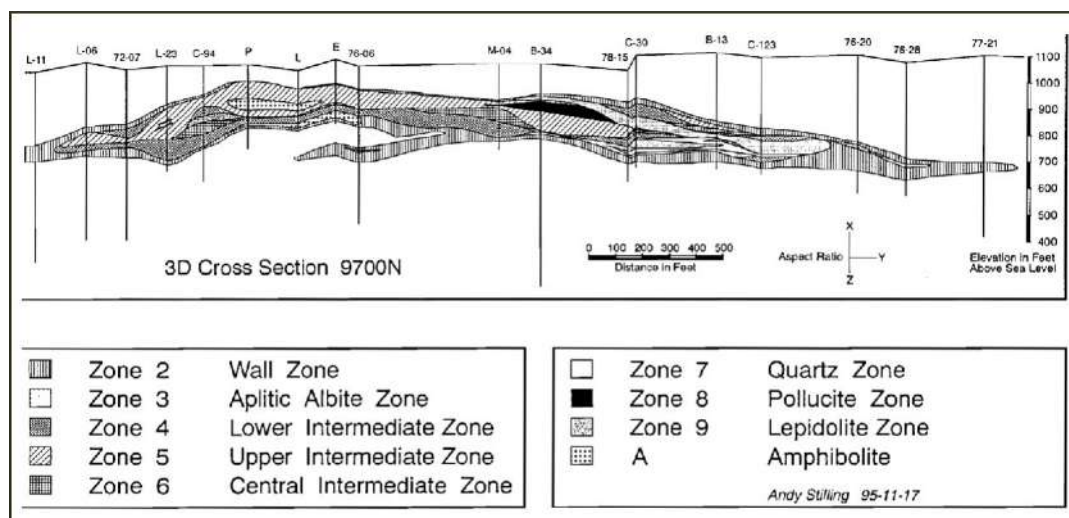 L-11 L-06 72-07 L-23 C-94 P L E 76-06 M-04 B-34 78-15 C-30 B-13 C-123 76-20 76-28 77-21
1100
1000
900
800
700
600
500
400
3D Cross Section 9700N
0 100 200 300 400 500
Distance in Feet
X
Aspect Ratio Y
Z
Elevation in Feet
Above Sea Level
Zone 2 Wall Zone
Zone 3 Aplitic Albite Zone
Zone 4 Lower Intermediate Zone
Zone 5 Upper Intermediate Zone
Zone 6 Central Intermediate Zone
Zone 7 Quartz Zone
Zone 8 Pollucite Zone
Zone 9 Lepidolite Zone
A Amphibolite
Andy Stilling 95-11-17